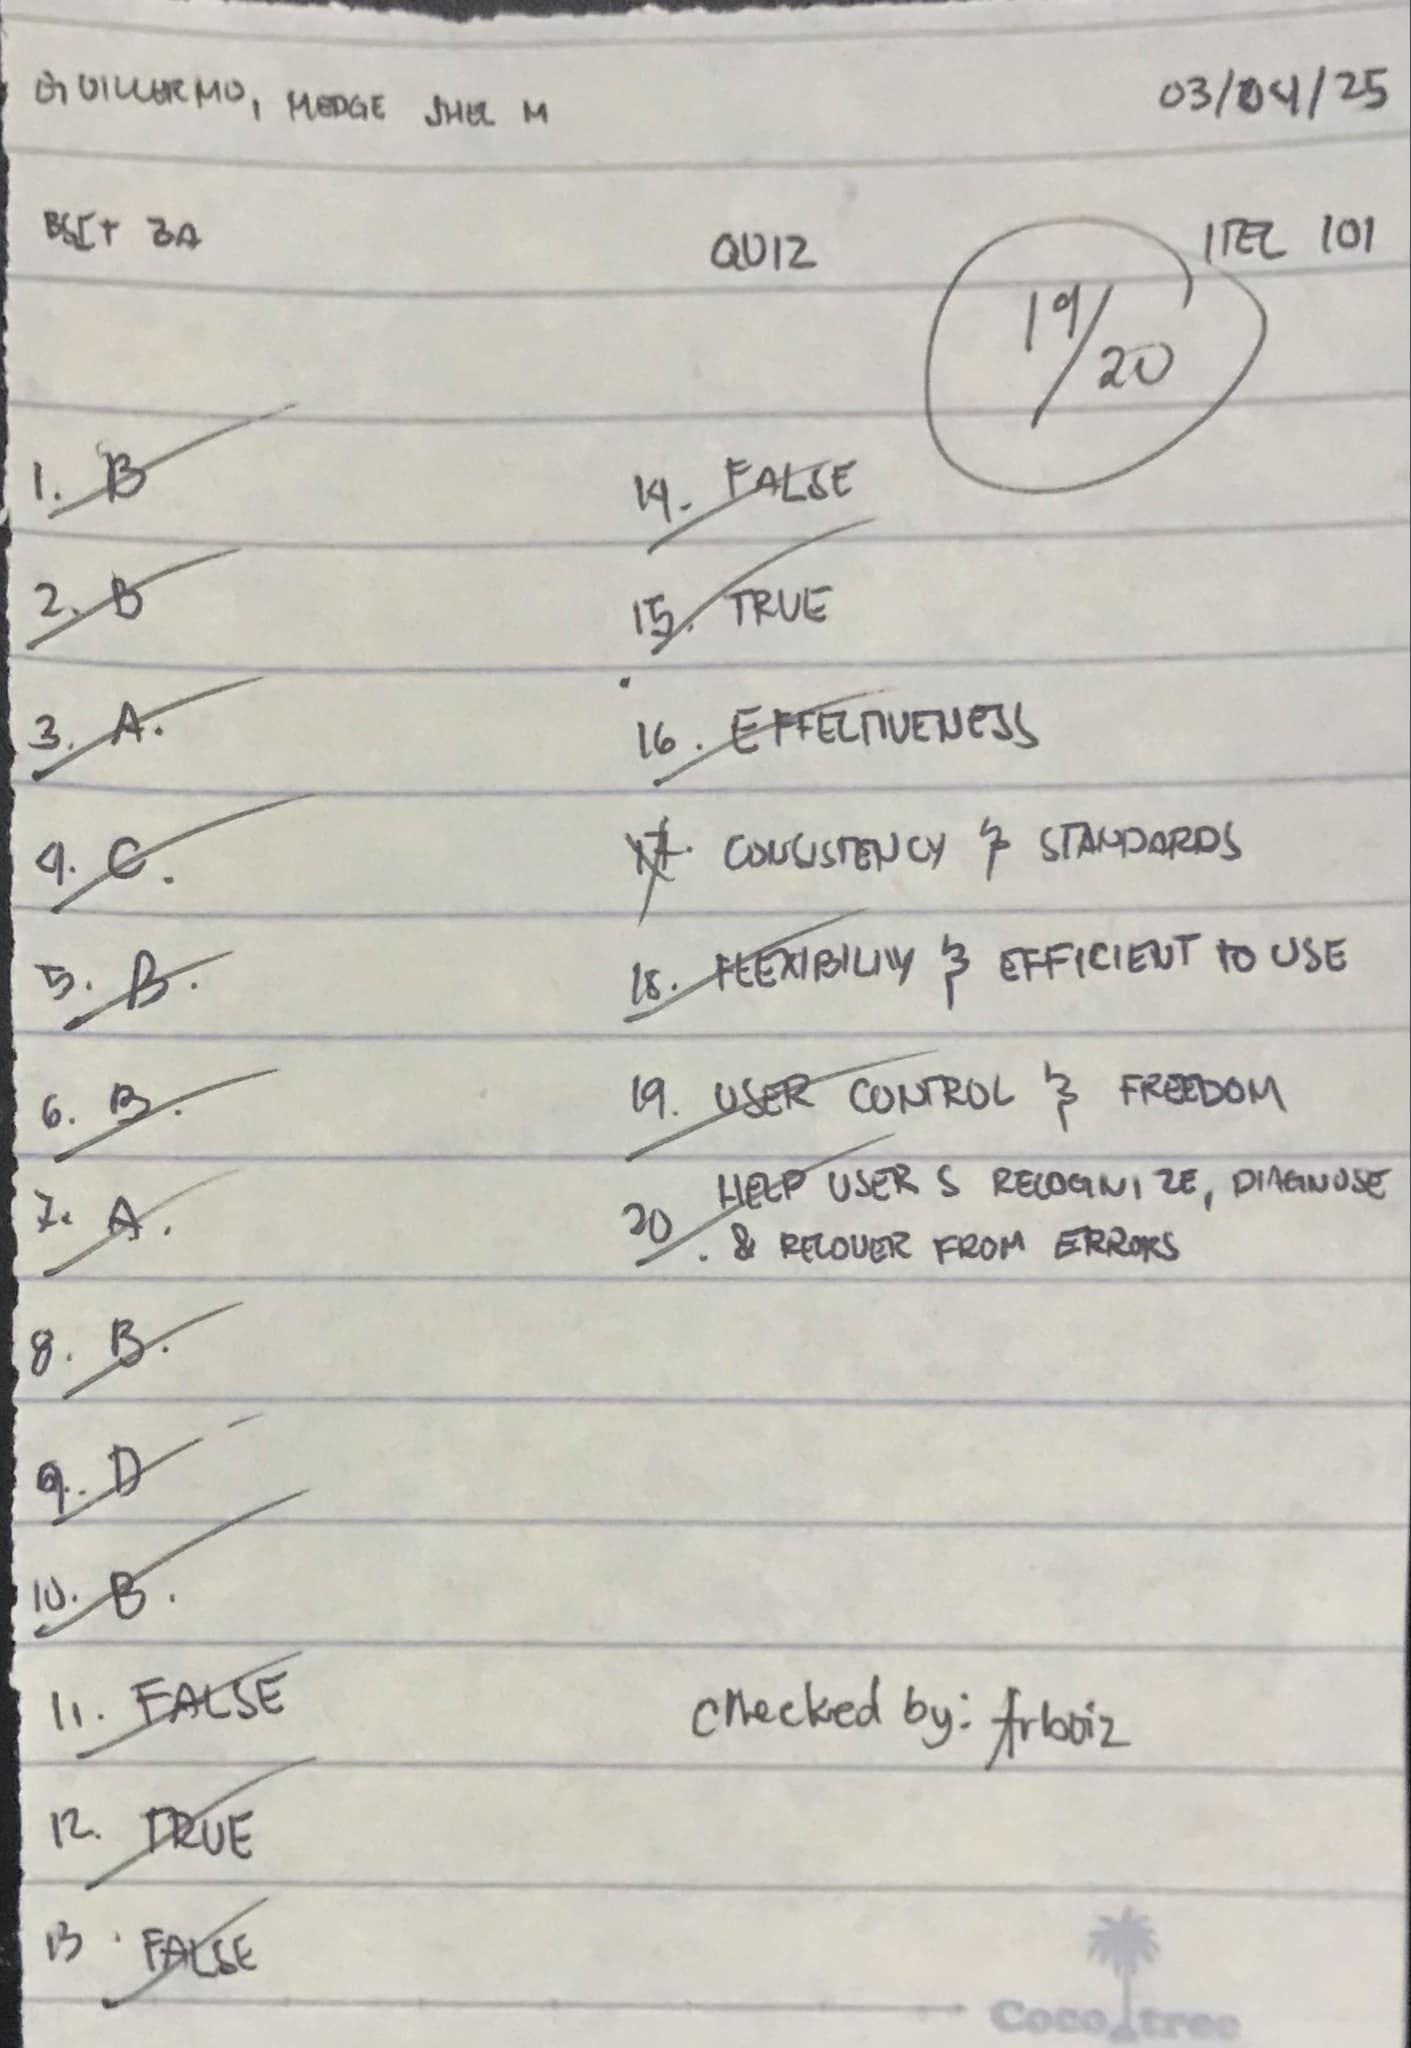 GUILLERMO, MEDGE SHEL M
03/04/25
BSIT 3A
QUIZ
ITEL 101
19/20
1. B
2. B
3. A.
4. C.
5. B.
6. B.
7. A.
8. B.
9. D
10. B.
11. FALSE
12. TRUE
13. FALSE
14. FALSE
15. TRUE
16. EFFECTIVENESS
17. CONSISTENCY & STANDARDS
18. FLEXIBILITY & EFFICIENT TO USE
19. USER CONTROL & FREEDOM
20. HELP USERS RECOGNIZE, DIAGNOSE
& RECOVER FROM ERRORS
checked by: Arboiz
Coco tree